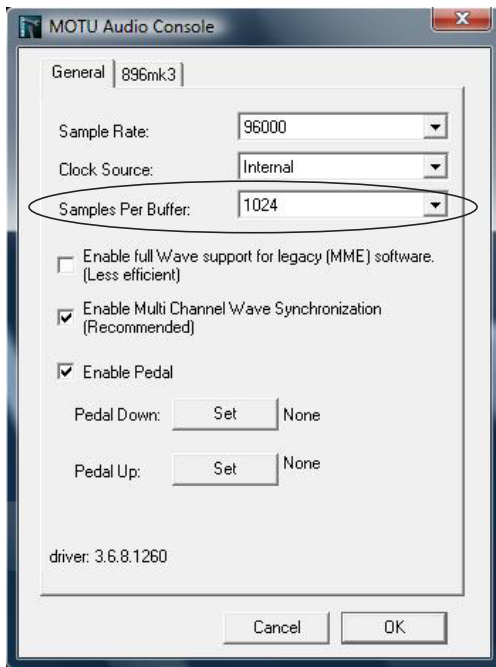 MOTU Audio Console
General
896mk3
Sample Rate:
96000
Clock Source:
Internal
Samples Per Buffer:
1024
Enable full Wave support for legacy (MME) software.
(Less efficient)
Enable Multi Channel Wave Synchronization
(Recommended)
Enable Pedal
Pedal Down:
Set
None
Pedal Up:
Set
None
driver: 3.6.8.1260
Cancel
OK